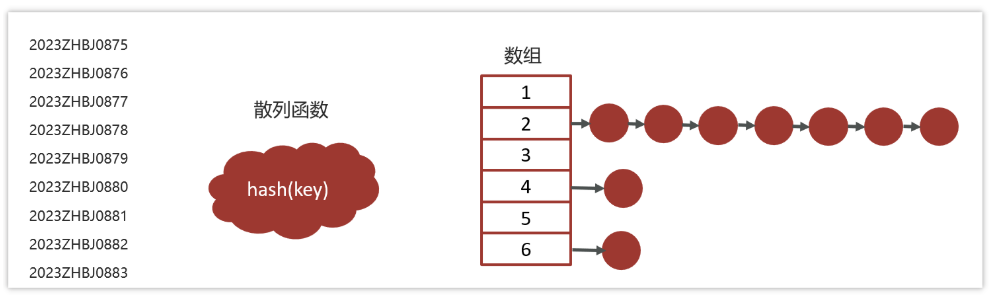 2023ZHBJ0875
2023ZHBJ0876
2023ZHBJ0877
2023ZHBJ0878
2023ZHBJ0879
2023ZHBJ0880
2023ZHBJ0881
2023ZHBJ0882
2023ZHBJ0883
散列函数
hash(key)
数组
1
2
3
4
5
6